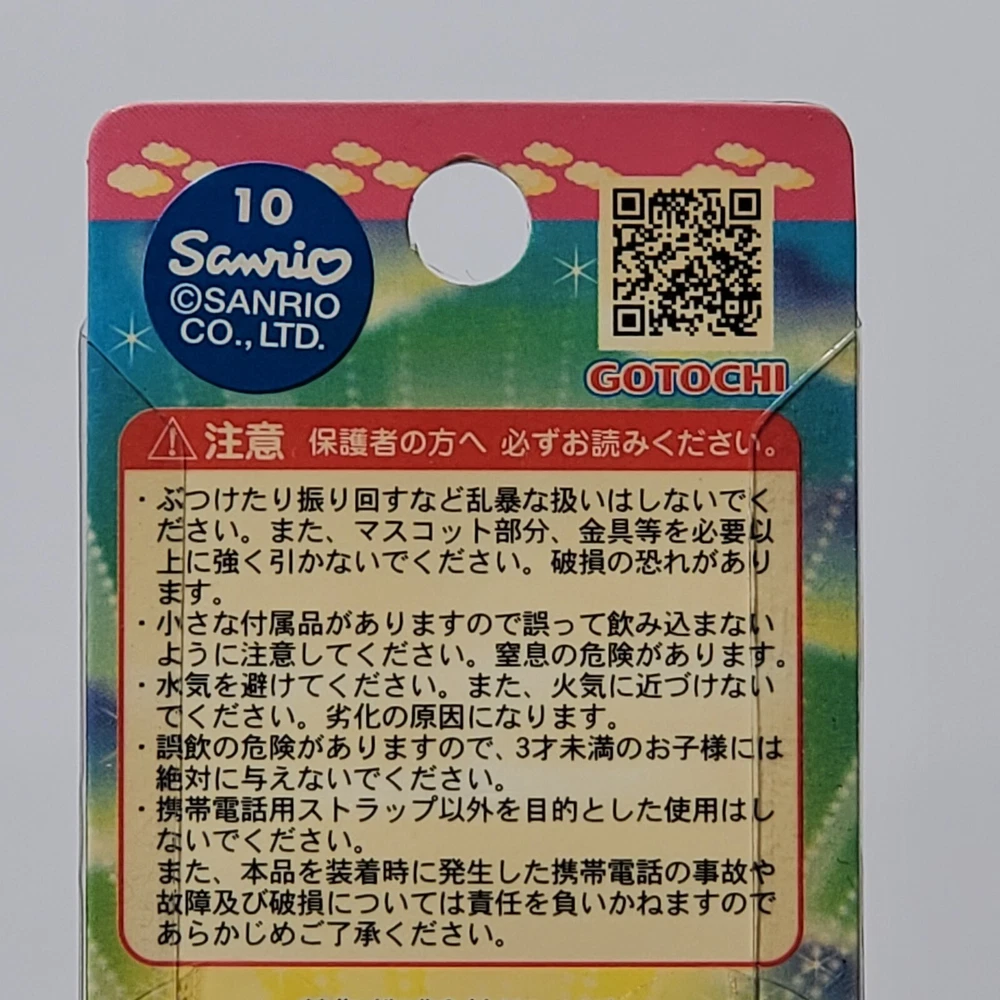 10
Sanrio
©SANRIO
CO., LTD.
GOTOCHI
注意 保護者の方へ 必ずお読みください。
・ぶつけたり振り回すなど乱暴な扱いはしないでく
ださい。また、マスコット部分、金具等を必要以
上に強く引かないでください。破損の恐れがあり
ます。
・小さな付属品がありますので誤って飲み込まない
ように注意してください。窒息の危険があります。
・水気を避けてください。また、火気に近づけない
でください。劣化の原因になります。
・誤飲の危険がありますので、3才未満のお子様には
絶対に与えないでください。
・携帯電話用ストラップ以外を目的とした使用はし
ないでください。
また、本品を装着時に発生した携帯電話の事故や
故障及び破損については責任を負いかねますので
あらかじめご了承ください。